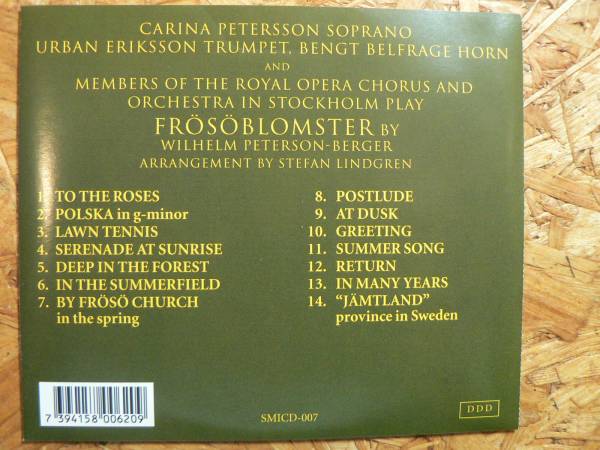 CARINA PETERSSON SOPRANO
URBAN ERIKSSON TRUMPET, BENGT BELFRAGE HORN
AND
MEMBERS OF THE ROYAL OPERA CHORUS AND
ORCHESTRA IN STOCKHOLM PLAY
FRÖSÖBLOMSTER BY
WILHELM PETERSON-BERGER
ARRANGEMENT BY STEFAN LINDGREN
1. TO THE ROSES
2. POLSKA in g-minor
3. LAWN TENNIS
4. SERENADE AT SUNRISE
5. DEEP IN THE FOREST
6. IN THE SUMMERFIELD
7. BY FRÖSÖ CHURCH
in the spring
8. POSTLUDE
9. AT DUSK
10. GREETING
11. SUMMER SONG
12. RETURN
13. IN MANY YEARS
14. “JÄMTLAND”
province in Sweden
7 394158 006209
SMICD-007
DDD